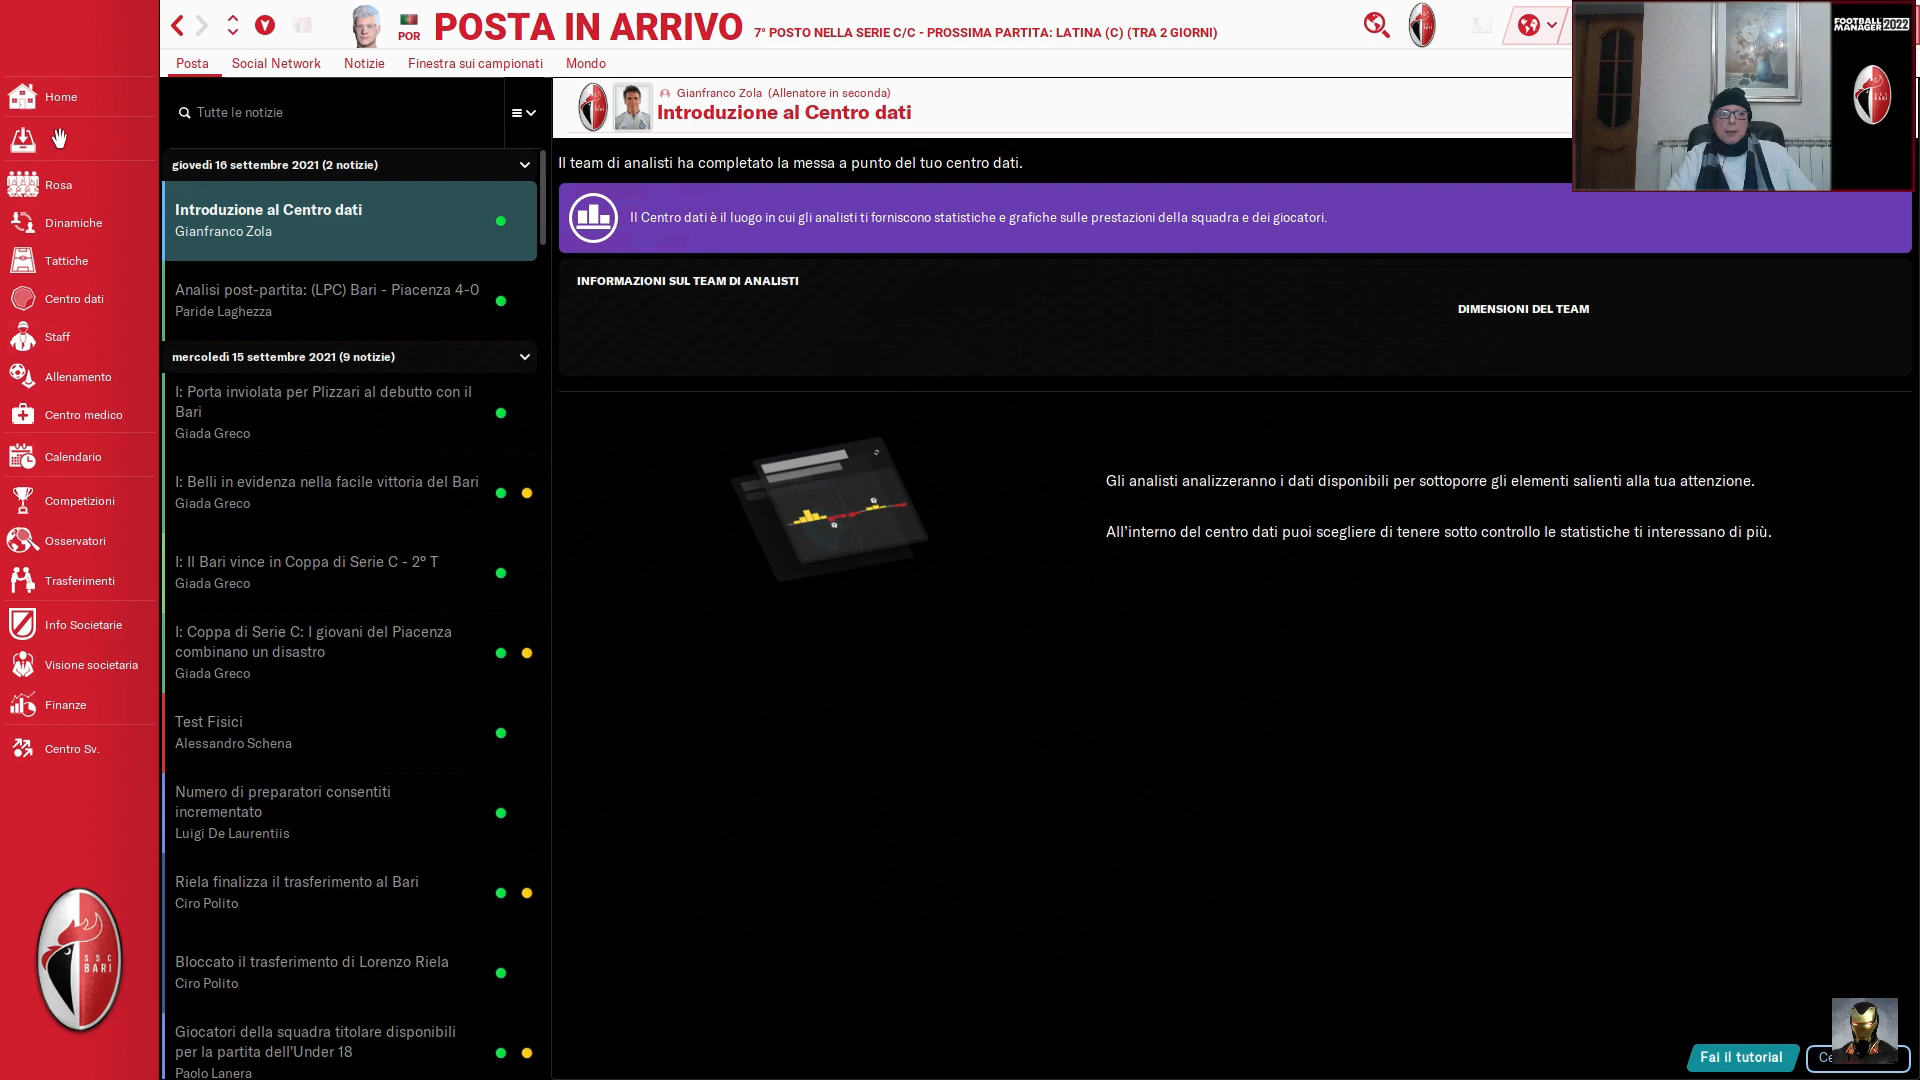 POR
POSTA IN ARRIVO
7° POSTO NELLA SERIE C/C - PROSSIMA PARTITA: LATINA (C) (TRA 2 GIORNI)
FOOTBALL
MANAGER 2022
Posta
Social Network
Notizie
Finestra sui campionati
Mondo
Home
Rosa
Dinamiche
Tattiche
Centro dati
Staff
Allenamento
Centro medico
Calendario
Competizioni
Osservatori
Trasferimenti
Info Societarie
Visione societaria
Finanze
Centro Sv.
SSC
BARI
Tutte le notizie
giovedì 16 settembre 2021 (2 notizie)
Introduzione al Centro dati
Gianfranco Zola
Analisi post-partita: (LPC) Bari - Piacenza 4-0
Paride Laghezza
mercoledì 15 settembre 2021 (9 notizie)
I: Porta inviolata per Plizzari al debutto con il
Bari
Giada Greco
I: Belli in evidenza nella facile vittoria del Bari
Giada Greco
I: Il Bari vince in Coppa di Serie C - 2° T
Giada Greco
I: Coppa di Serie C: I giovani del Piacenza
combinano un disastro
Giada Greco
Test Fisici
Alessandro Schena
Numero di preparatori consentiti
incrementato
Luigi De Laurentiis
Riela finalizza il trasferimento al Bari
Ciro Polito
Bloccato il trasferimento di Lorenzo Riela
Ciro Polito
Giocatori della squadra titolare disponibili
per la partita dell'Under 18
Paolo Lanera
Gianfranco Zola (Allenatore in seconda)
Introduzione al Centro dati
Il team di analisti ha completato la messa a punto del tuo centro dati.
Il Centro dati è il luogo in cui gli analisti ti forniscono statistiche e grafiche sulle prestazioni della squadra e dei giocatori.
INFORMAZIONI SUL TEAM DI ANALISTI
DIMENSIONI DEL TEAM
Gli analisti analizzeranno i dati disponibili per sottoporre gli elementi salienti alla tua attenzione.
All'interno del centro dati puoi scegliere di tenere sotto controllo le statistiche ti interessano di più.
Fai il tutorial